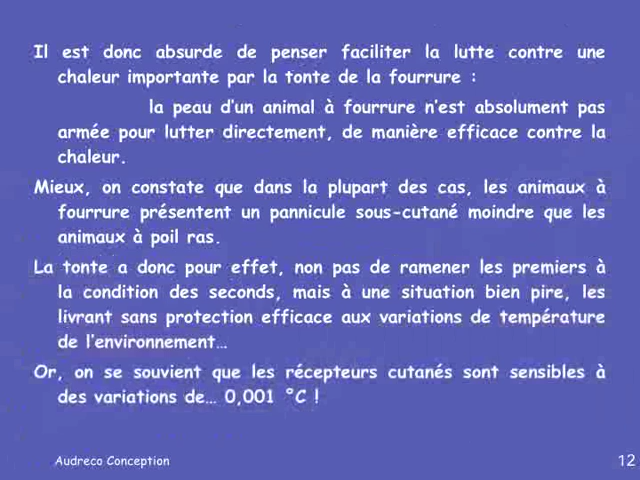 Il est donc absurde de penser faciliter la lutte contre une
chaleur importante par la tonte de la fourrure :
la peau d'un animal à fourrure n'est absolument pas
armée pour lutter directement, de manière efficace contre la
chaleur.
Mieux, on constate que dans la plupart des cas, les animaux à
fourrure présentent un pannicule sous-cutané moindre que les
animaux à poil ras.
La tonte a donc pour effet, non pas de ramener les premiers à
la condition des seconds, mais à une situation bien pire, les
livrant sans protection efficace aux variations de température
de l'environnement…
Or, on se souvient que les récepteurs cutanés sont sensibles à
des variations de… 0,001 °C !
Audreco Conception
12